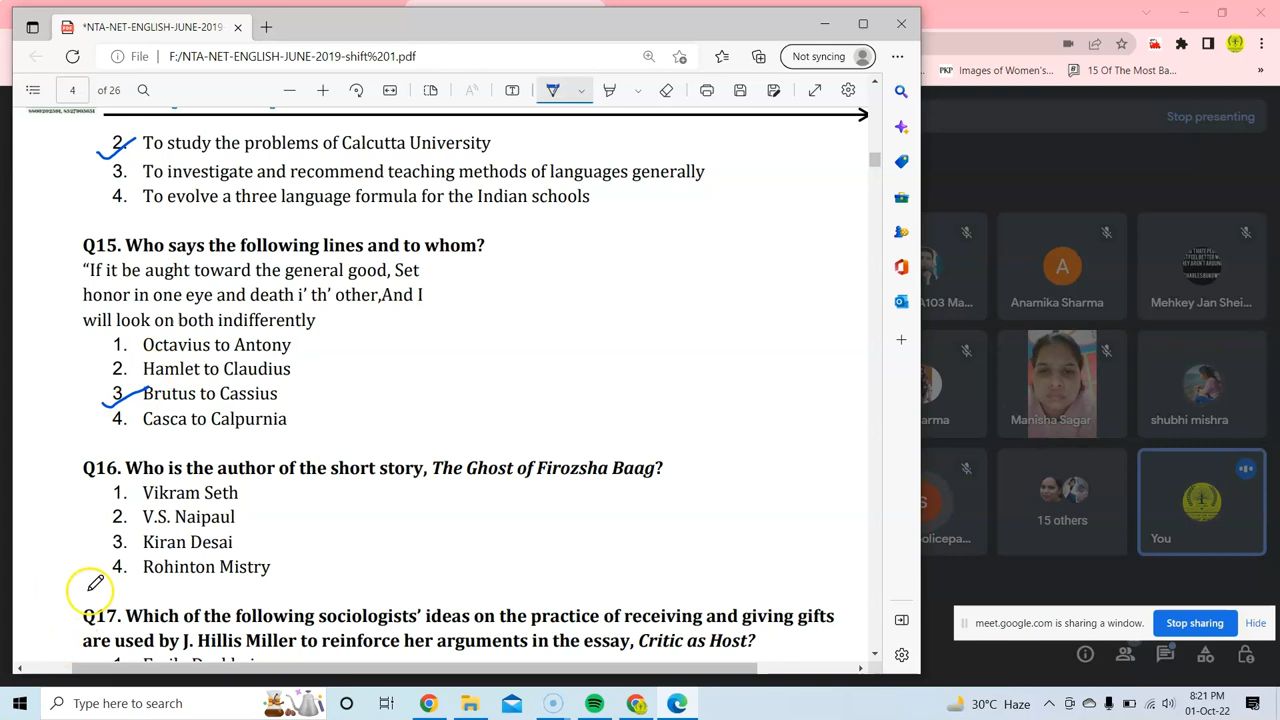 *NTA-NET-ENGLISH-JUNE-2019
File
F:/NTA-NET-ENGLISH-JUNE-2019-shift%201.pdf
Not syncing
PKP
Images of Women's...
15 Of The Most Ba...
4
of 26
Stop presenting
8800202501, 8527905051
2. To study the problems of Calcutta University
3. To investigate and recommend teaching methods of languages generally
4. To evolve a three language formula for the Indian schools
Q15. Who says the following lines and to whom?
“If it be aught toward the general good, Set
honor in one eye and death i’ th’ other,And I
will look on both indifferently
1. Octavius to Antony
2. Hamlet to Claudius
3. Brutus to Cassius
4. Casca to Calpurnia
Q16. Who is the author of the short story, The Ghost of Firozsha Baag?
1. Vikram Seth
2. V.S. Naipaul
3. Kiran Desai
4. Rohinton Mistry
Q17. Which of the following sociologists’ ideas on the practice of receiving and giving gifts
are used by J. Hillis Miller to reinforce her arguments in the essay, Critic as Host?
A103 Ma...
A
Anamika Sharma
Mehkey Jan Shei...
arma
Manisha Sagar
shubhi mishra
S
olicepa...
15 others
You
meet.google.com is sharing a window.
Stop sharing
Hide
Type here to search
30°C Haze
8:21 PM
01-Oct-22